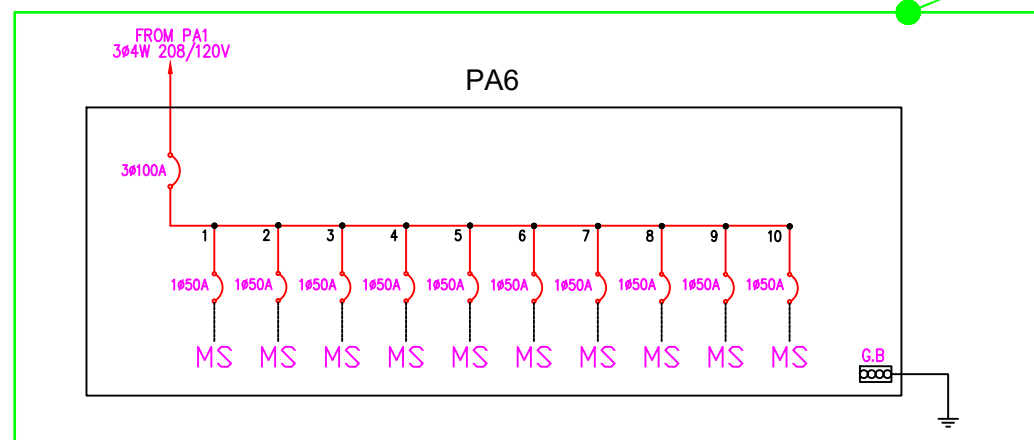 FROM PA1
3ø4W 208/120V
PA6
3ø100A
1 2 3 4 5 6 7 8 9 10
1ø50A 1ø50A 1ø50A 1ø50A 1ø50A 1ø50A 1ø50A 1ø50A 1ø50A 1ø50A
MS MS MS MS MS MS MS MS MS MS
G.B